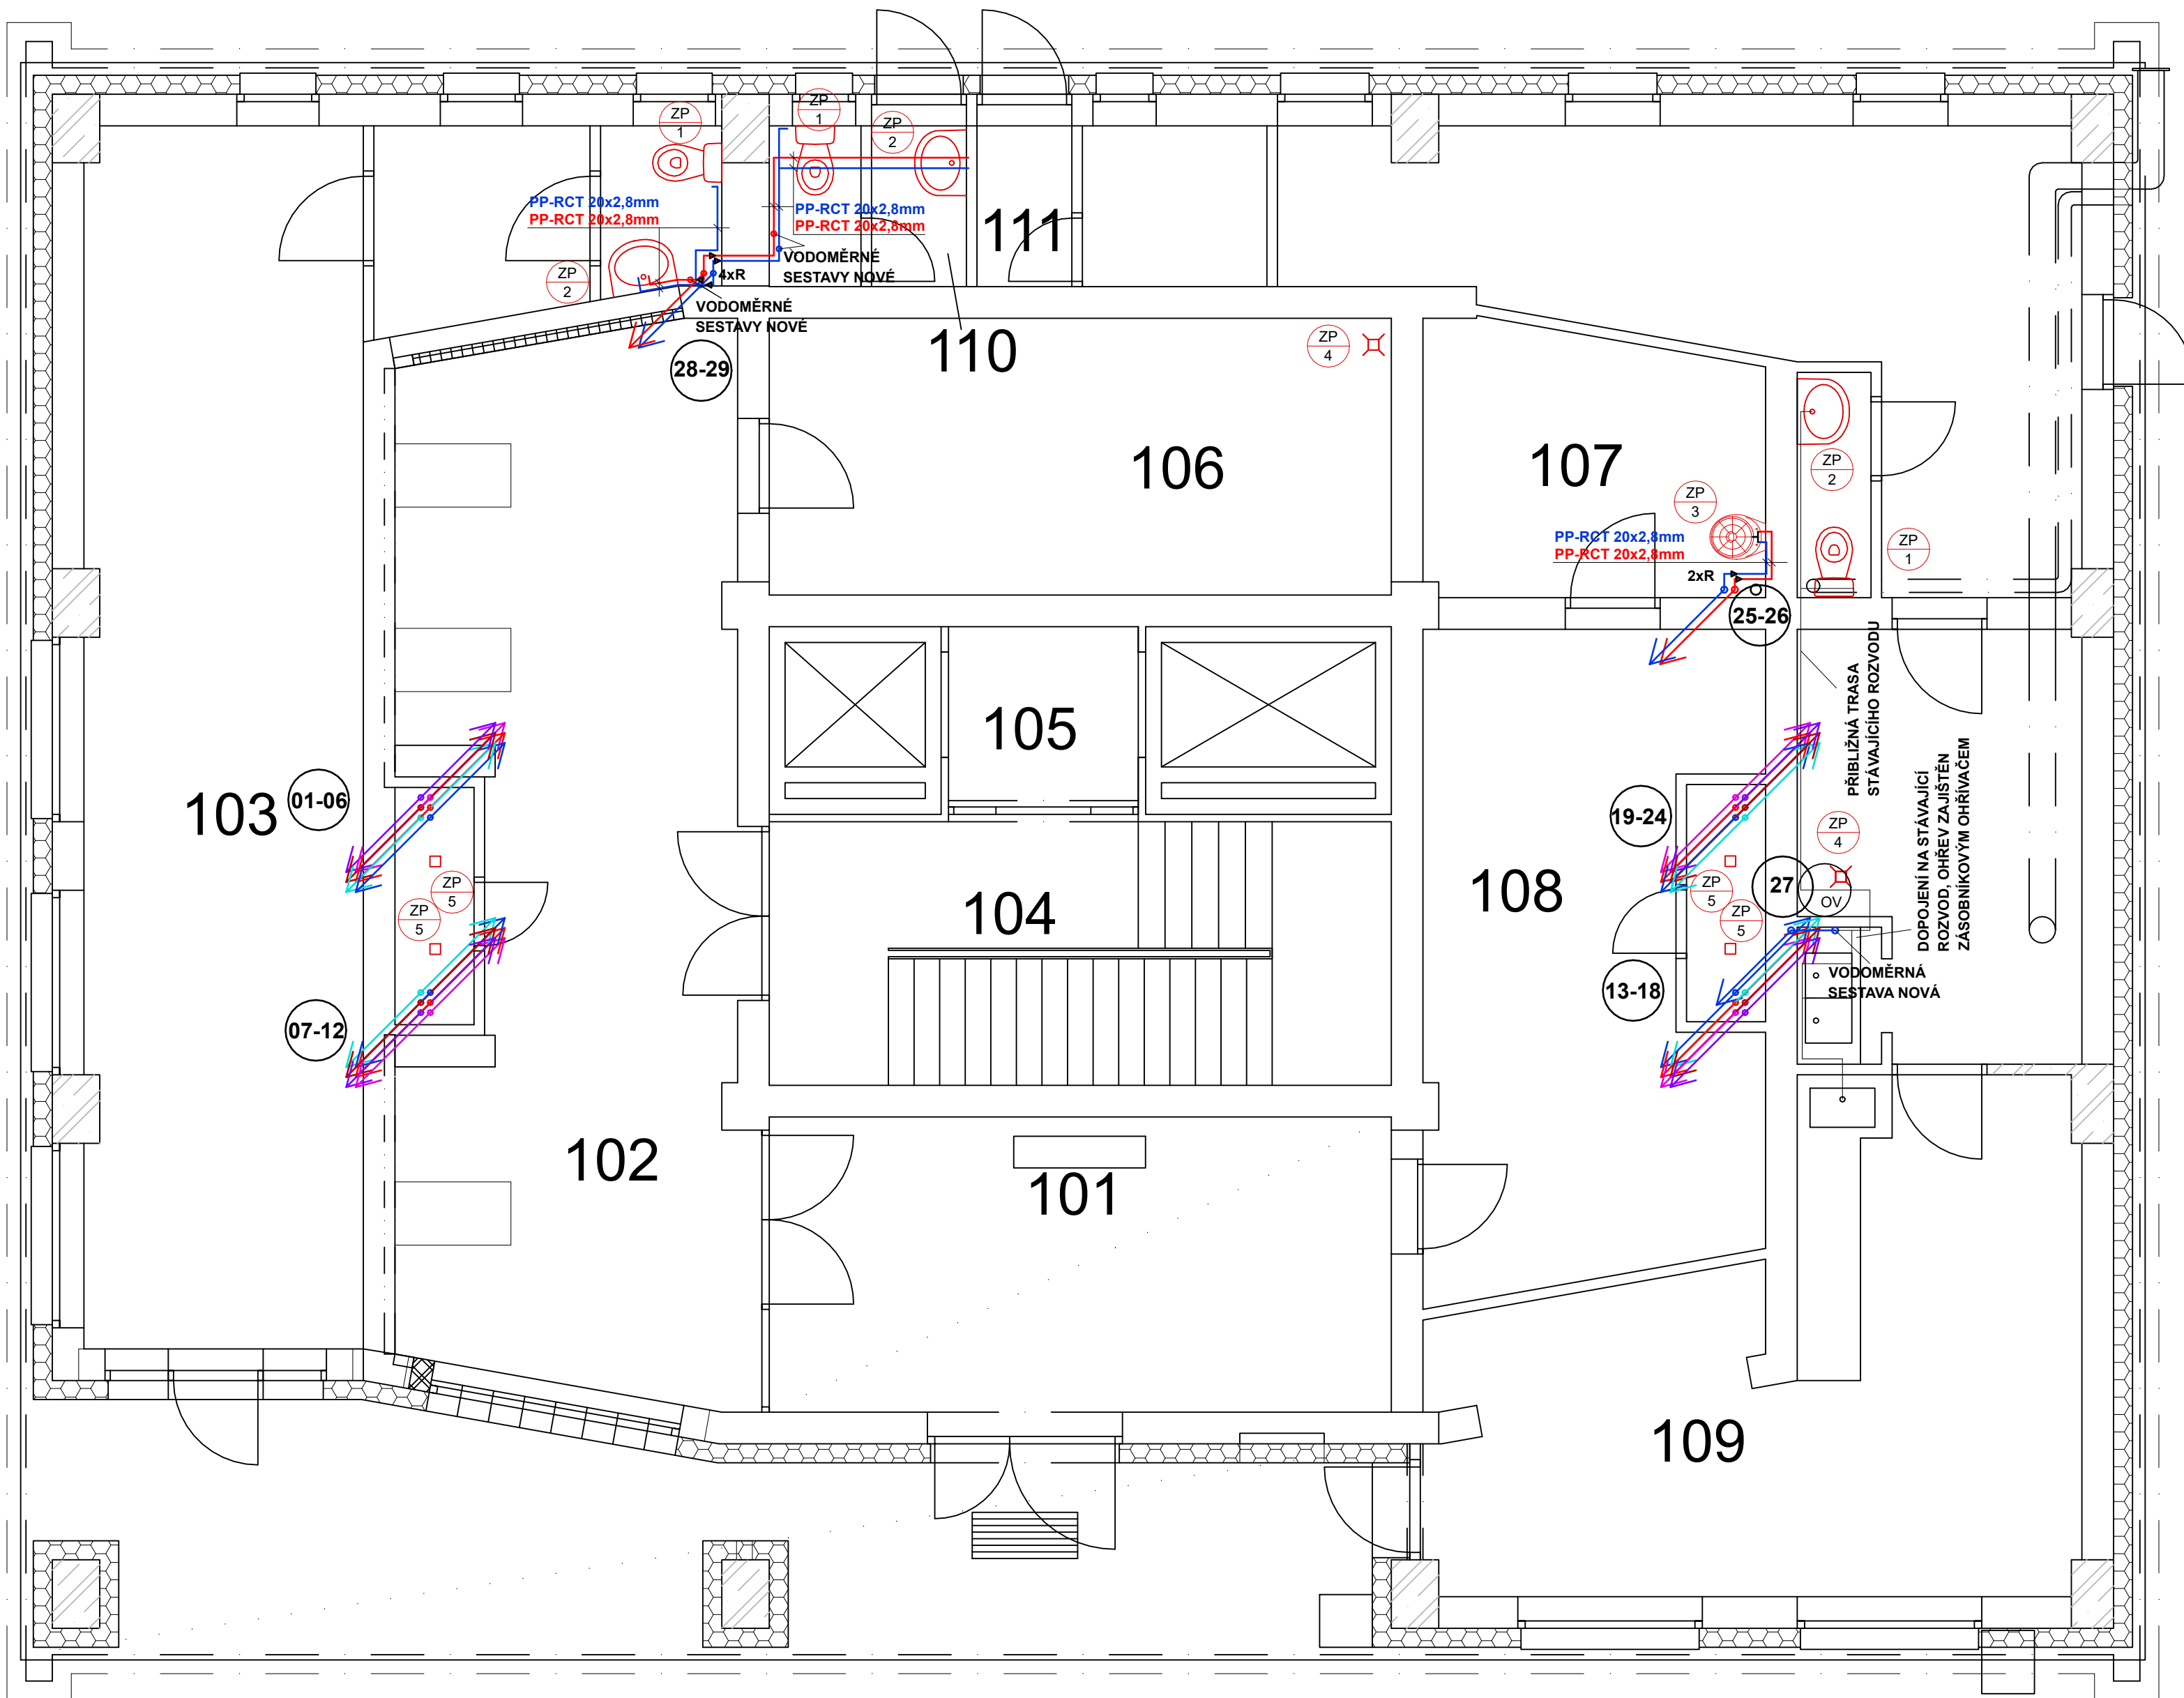 ZP
1
ZP
1
ZP
2
PP-RCT 20x2,8mm
PP-RCT 20x2,8mm
PP-RCT 20x2,8mm
PP-RCT 20x2,8mm
111
VODOMĚRNÉ
SESTAVY NOVÉ
4xR
ZP
2
VODOMĚRNÉ
SESTAVY NOVÉ
28-29
110
ZP
4
106
107
ZP
2
ZP
3
PP-RCT 20x2,8mm
PP-RCT 20x2,8mm
ZP
1
2xR
25-26
PŘIBLIŽNÁ TRASA
STÁVAJÍCÍHO ROZVODU
105
103
01-06
19-24
ZP
4
DOPOJENÍ NA STÁVAJÍCÍ
ROZVOD, OHŘEV ZAJIŠTĚN
ZÁSOBNÍKOVÝM OHŘÍVAČEM
ZP
5
ZP
5
104
108
ZP
5
ZP
5
27
OV
07-12
13-18
VODOMĚRNÁ
SESTAVA NOVÁ
102
101
109